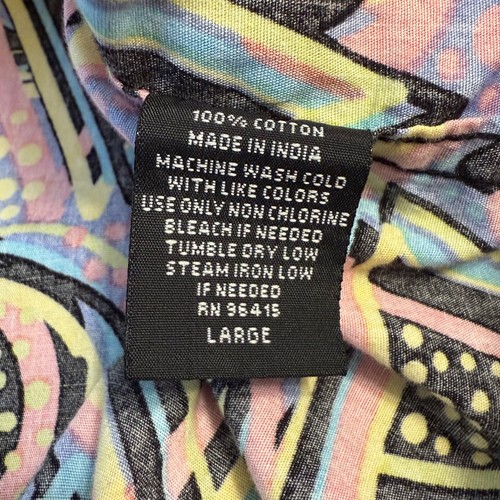 100% COTTON
MADE IN INDIA
MACHINE WASH COLD
WITH LIKE COLORS
USE ONLY NON CHLORINE
BLEACH IF NEEDED
TUMBLE DRY LOW
STEAM IRON LOW
IF NEEDED
RN 96415
LARGE